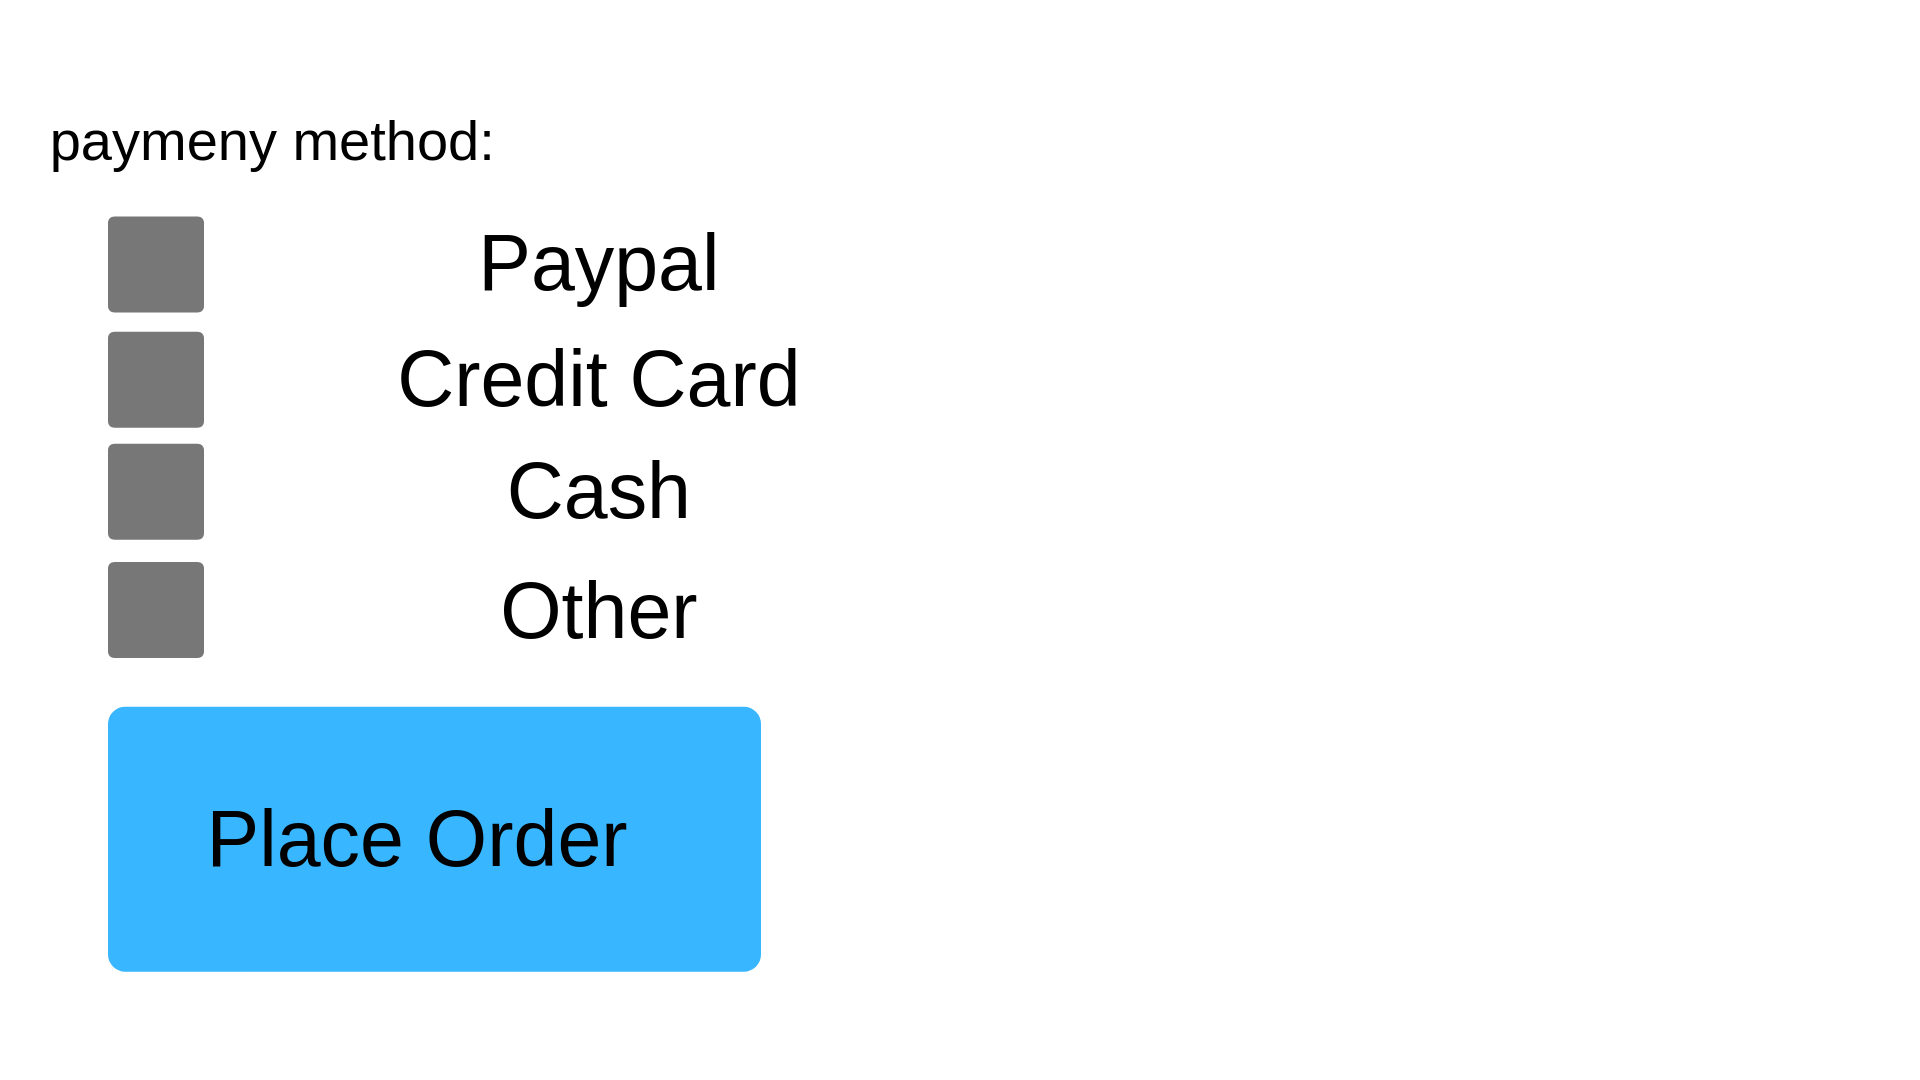 paymeny method:
Paypal
Credit Card
Cash
Other
Place Order